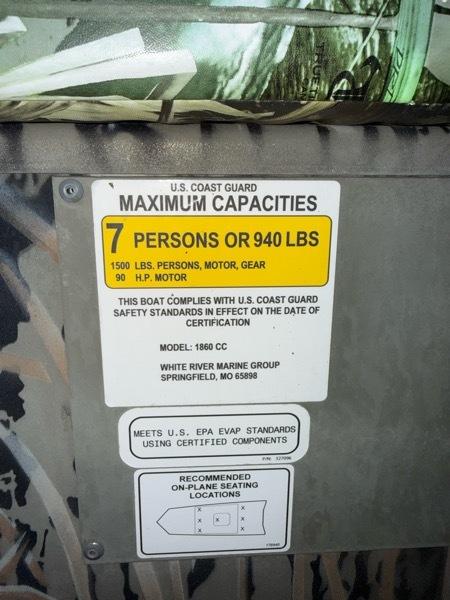 U.S. COAST GUARD
MAXIMUM CAPACITIES
7 PERSONS OR 940 LBS
1500 LBS. PERSONS, MOTOR, GEAR
90 H.P. MOTOR
THIS BOAT COMPLIES WITH U.S. COAST GUARD
SAFETY STANDARDS IN EFFECT ON THE DATE OF
CERTIFICATION
MODEL: 1860 CC
WHITE RIVER MARINE GROUP
SPRINGFIELD, MO 65898
MEETS U.S. EPA EVAP STANDARDS
USING CERTIFIED COMPONENTS
P/N
RECOMMENDED
ON-PLANE SEATING
LOCATIONS
X X
X X X
X X